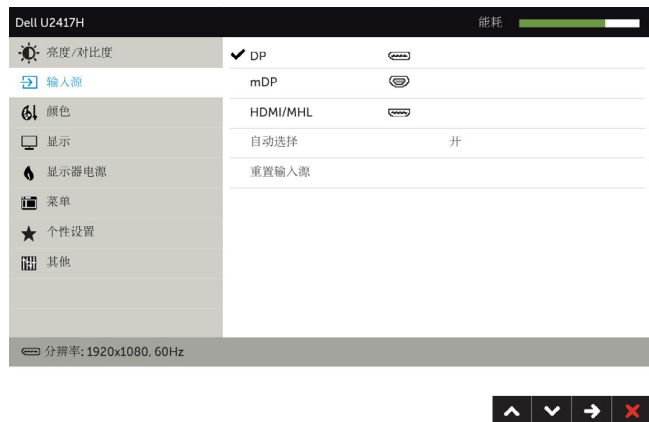 Dell U2417H
能耗
亮度/对比度
输入源
颜色
显示
显示器电源
菜单
个性设置
其他
DP
mDP
HDMI/MHL
自动选择 开
重置输入源
分辨率: 1920x1080, 60Hz